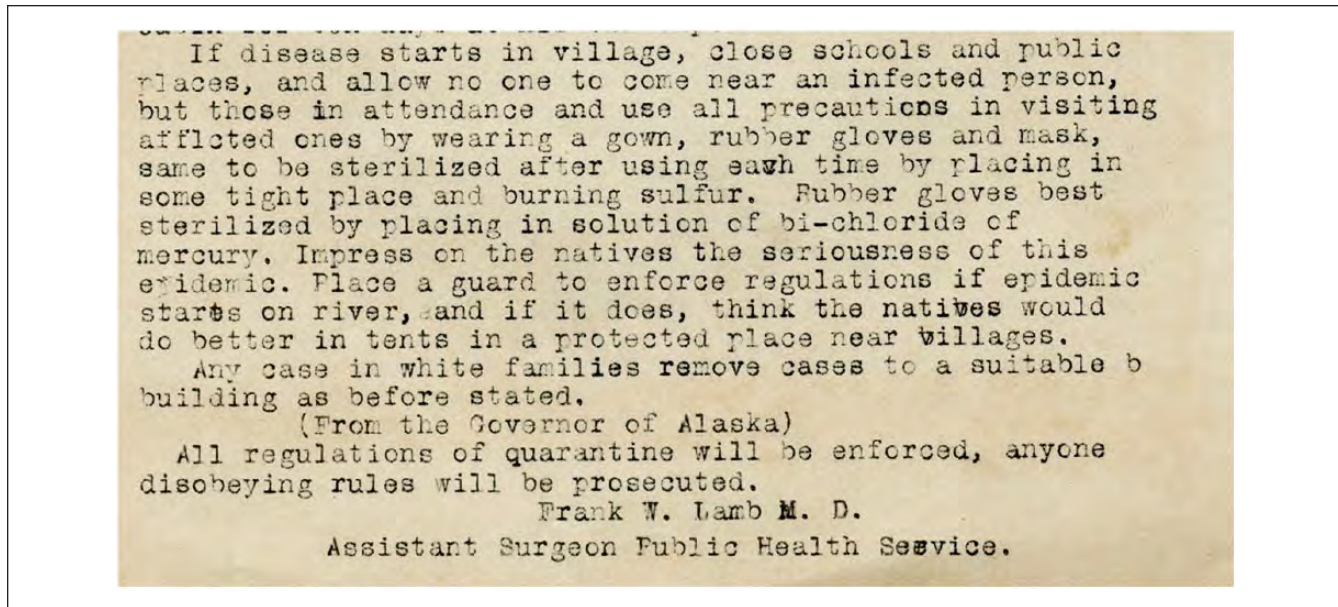 If disease starts in village, close schools and public
places, and allow no one to come near an infected person,
but those in attendance and use all precautions in visiting
afflcted ones by wearing a gown, rubber gloves and mask,
same to be sterilized after using eawh time by placing in
some tight place and burning sulfur. Rubber gloves best
sterilized by placing in solution of bi-chloride of
mercury. Impress on the natives the seriousness of this
epidemic. Place a guard to enforce regulations if epidemic
starts on river, and if it does, think the natives would
do better in tents in a protected place near villages.
Any case in white families remove cases to a suitable b
building as before stated.
(From the Governor of Alaska)
All regulations of quarantine will be enforced, anyone
disobeying rules will be prosecuted.
Frank W. Lamb M. D.
Assistant Surgeon Public Health Service.